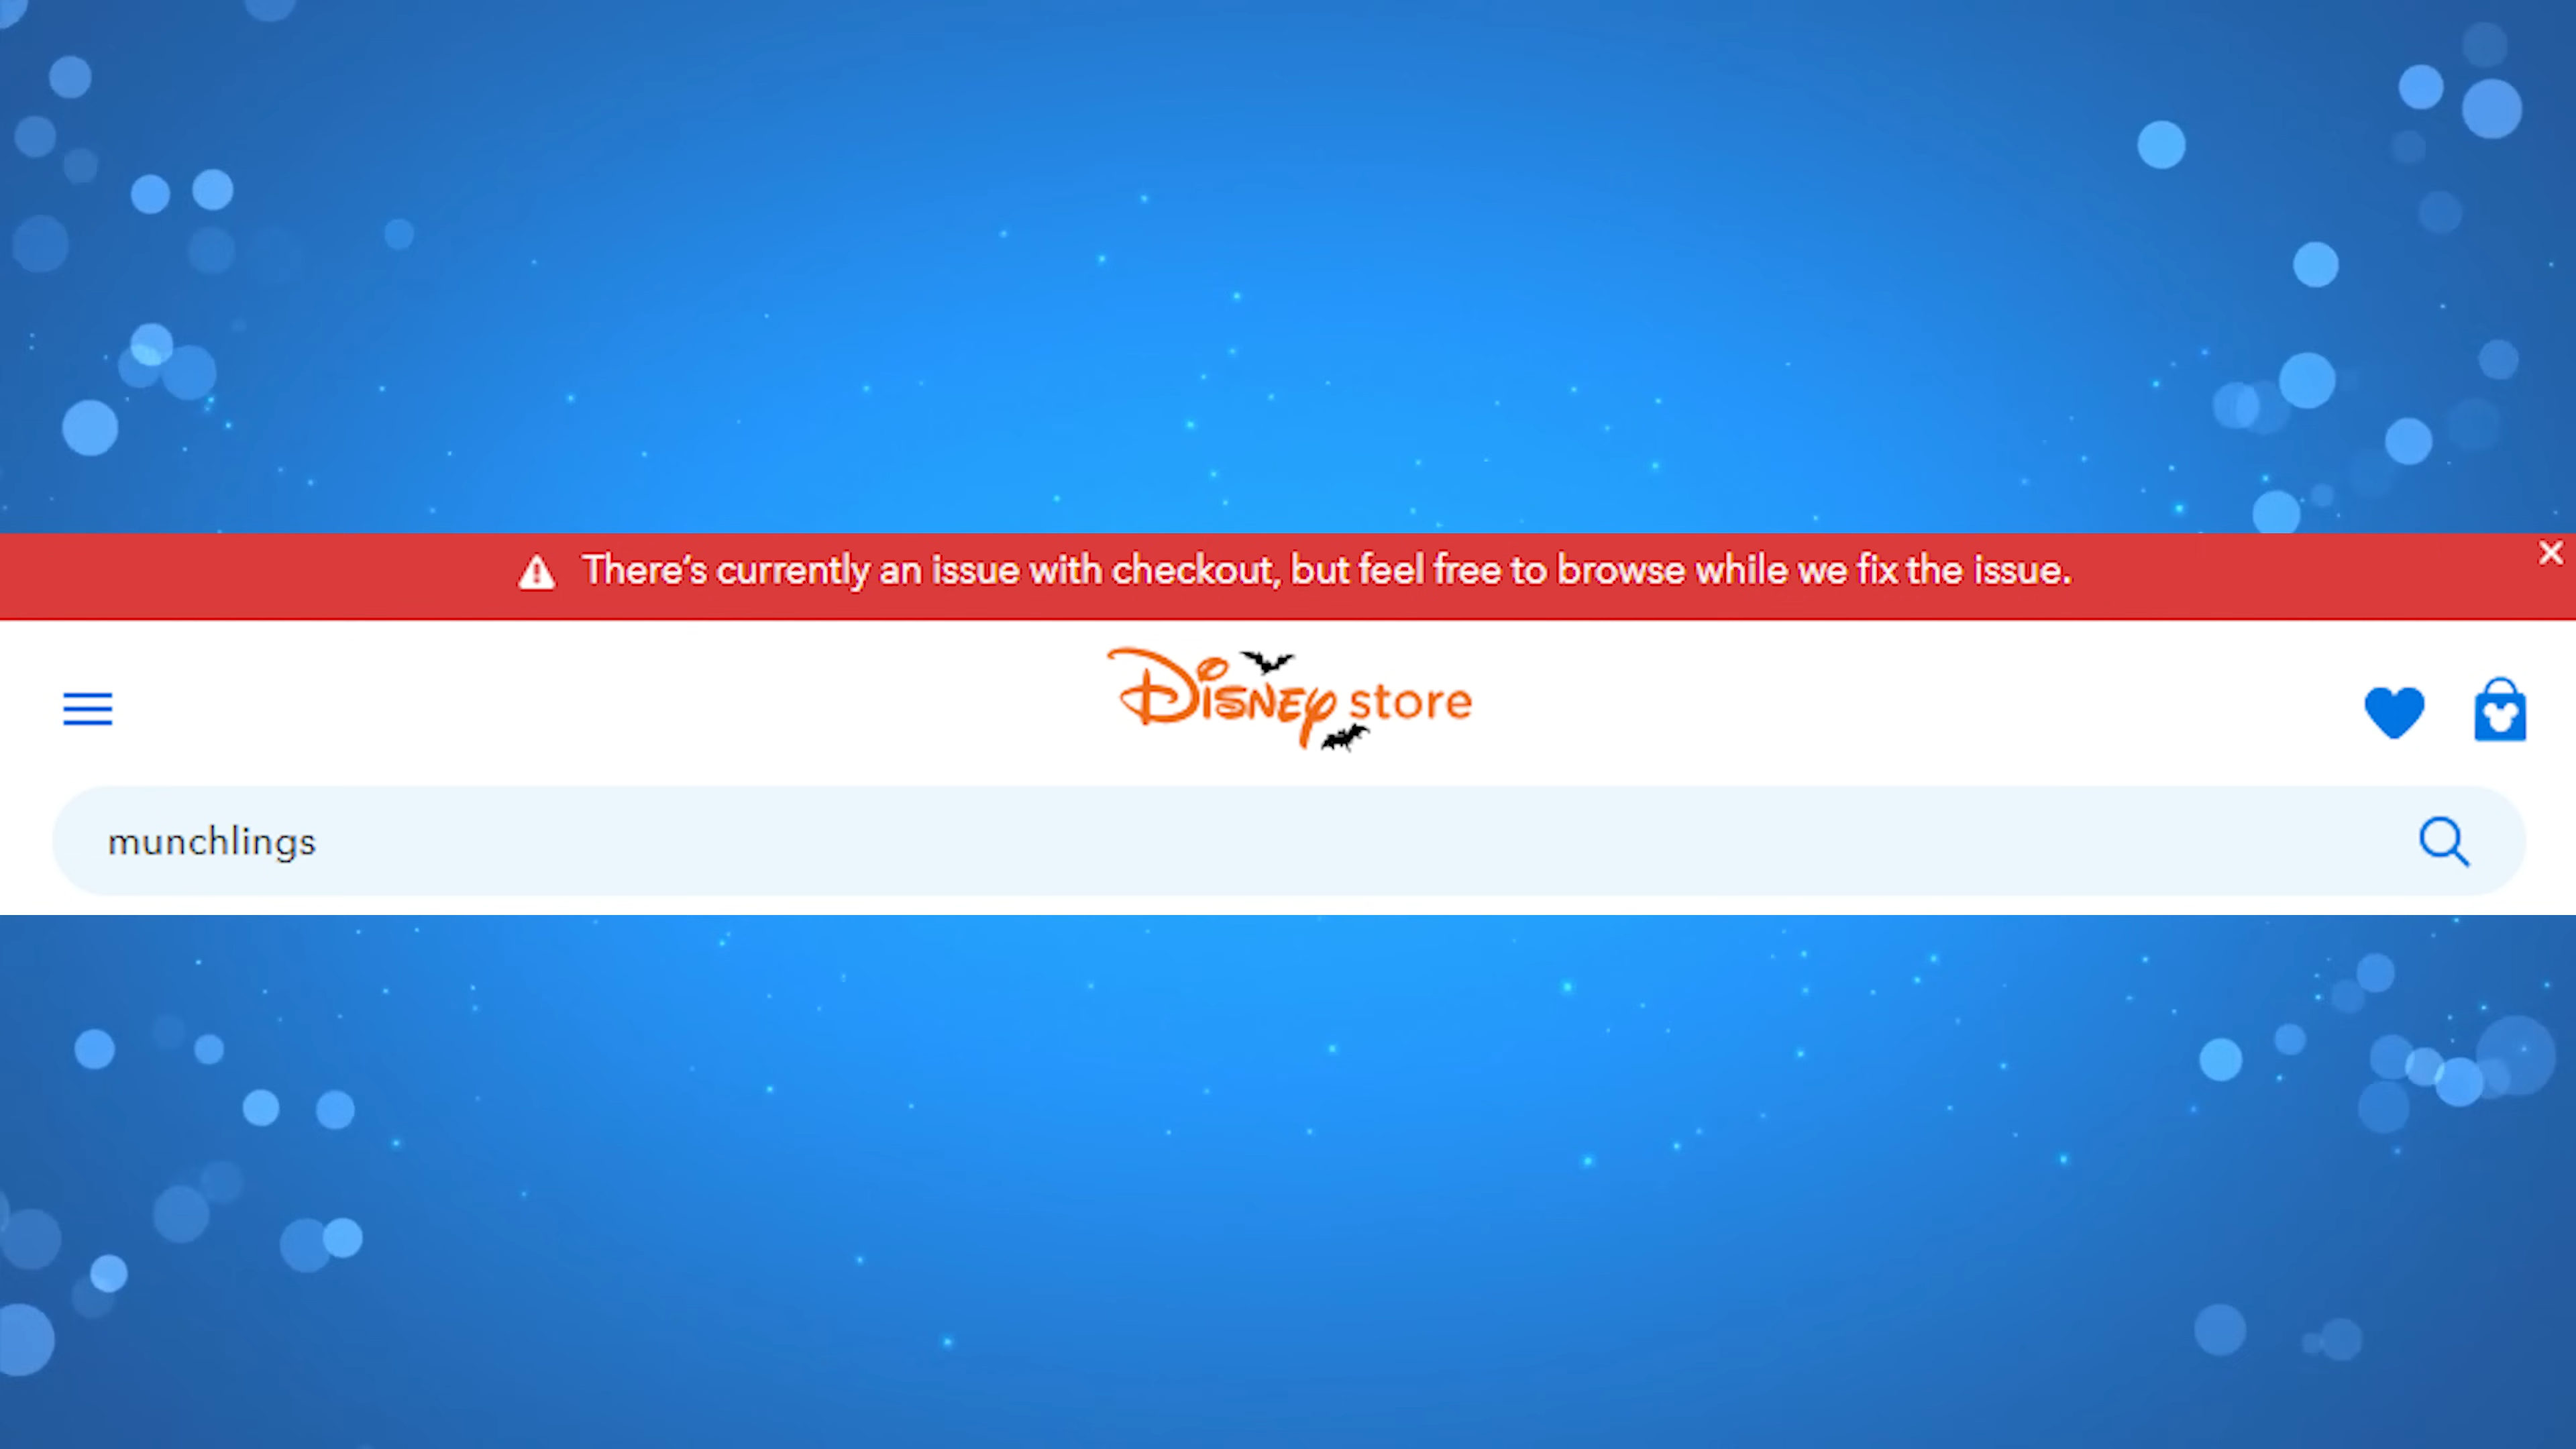 There's currently an issue with checkout, but feel free to browse while we fix the issue.
Disney store
munchlings